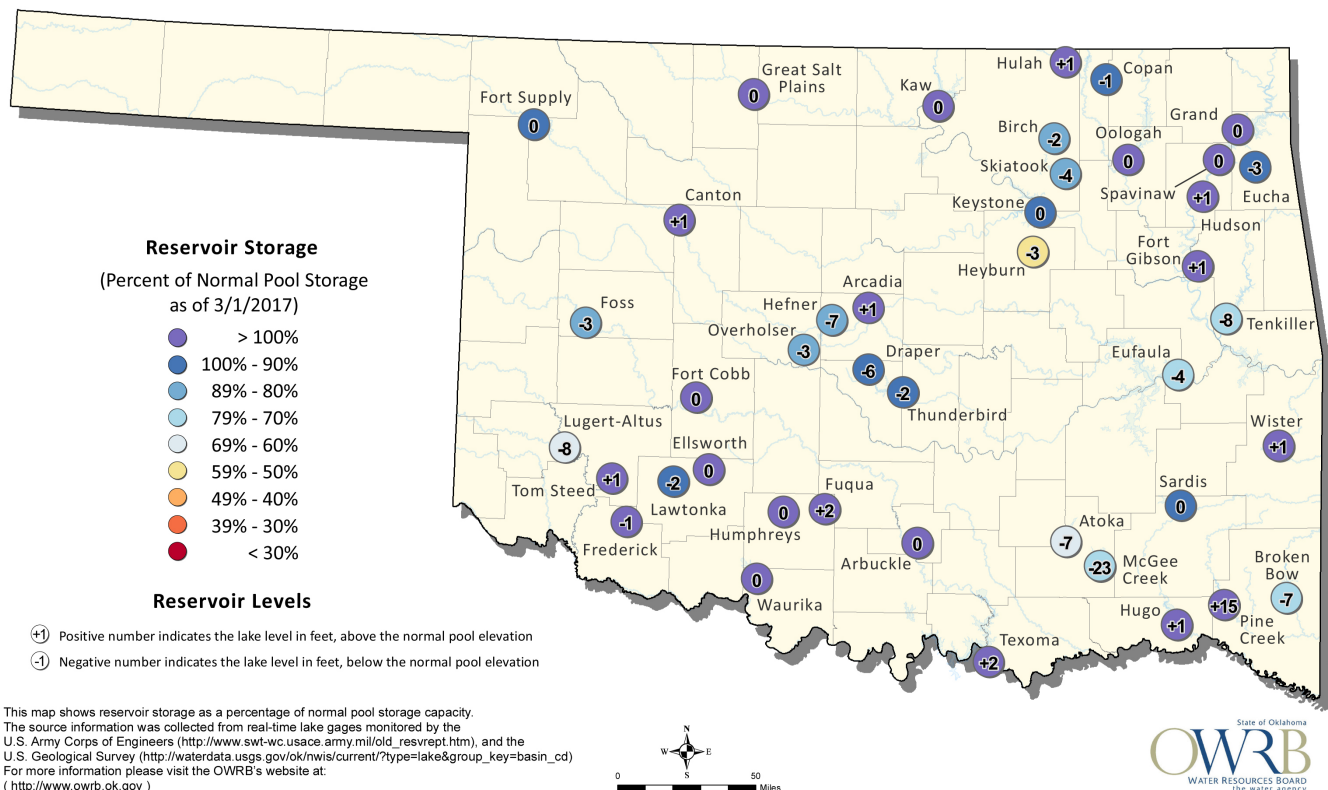 Hulah
+1
Copan
-1
Great Salt
Plains
0
Kaw
0
Fort Supply
0
Grand
0
Birch
-2
Oologah
0
Skiatook
-4
0
Spavinaw
-3
Eucha
Canton
+1
Keystone
0
+1
Hudson
Heyburn
-3
Fort
Gibson
+1
Reservoir Storage
(Percent of Normal Pool Storage
as of 3/1/2017)
> 100%
100% - 90%
89% - 80%
79% - 70%
69% - 60%
59% - 50%
49% - 40%
39% - 30%
< 30%
Foss
-3
Arcadia
+1
Hefner
-7
Overholser
-3
Draper
-6
-2
Thunderbird
-8
Tenkiller
Eufaula
-4
Fort Cobb
0
Lugert-Altus
-8
Ellsworth
0
Wister
+1
Tom Steed
+1
-2
Lawtonka
-1
Frederick
Fuqua
+2
0
Humphreys
Sardis
0
Arbuckle
0
Atoka
-7
-23
McGee
Creek
Broken
Bow
-7
0
Waurika
Hugo
+1
+15
Pine
Creek
Texoma
+2
Reservoir Levels
+1 Positive number indicates the lake level in feet, above the normal pool elevation
-1 Negative number indicates the lake level in feet, below the normal pool elevation
This map shows reservoir storage as a percentage of normal pool storage capacity.
The source information was collected from real-time lake gages monitored by the
U.S. Army Corps of Engineers (http://www.swt-wc.usace.army.mil/old_resvrept.htm), and the
U.S. Geological Survey (http://waterdata.usgs.gov/ok/nwis/current/?type=lake&group_key=basin_cd)
For more information please visit the OWRB's website at:
( http://www.owrb.ok.gov )
N
W E
S
0 50
Miles
State of Oklahoma
OWRB
WATER RESOURCES BOARD
the water agency